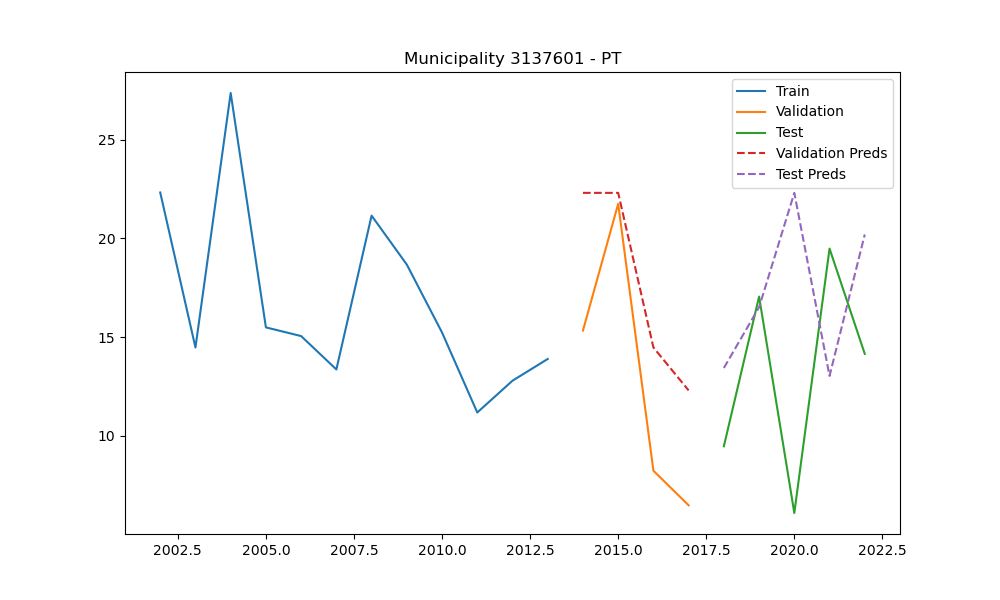 Municipality 3137601 - PT
Train
Validation
Test
Validation Preds
Test Preds
25
20
15
10
2002.5 2005.0 2007.5 2010.0 2012.5 2015.0 2017.5 2020.0 2022.5